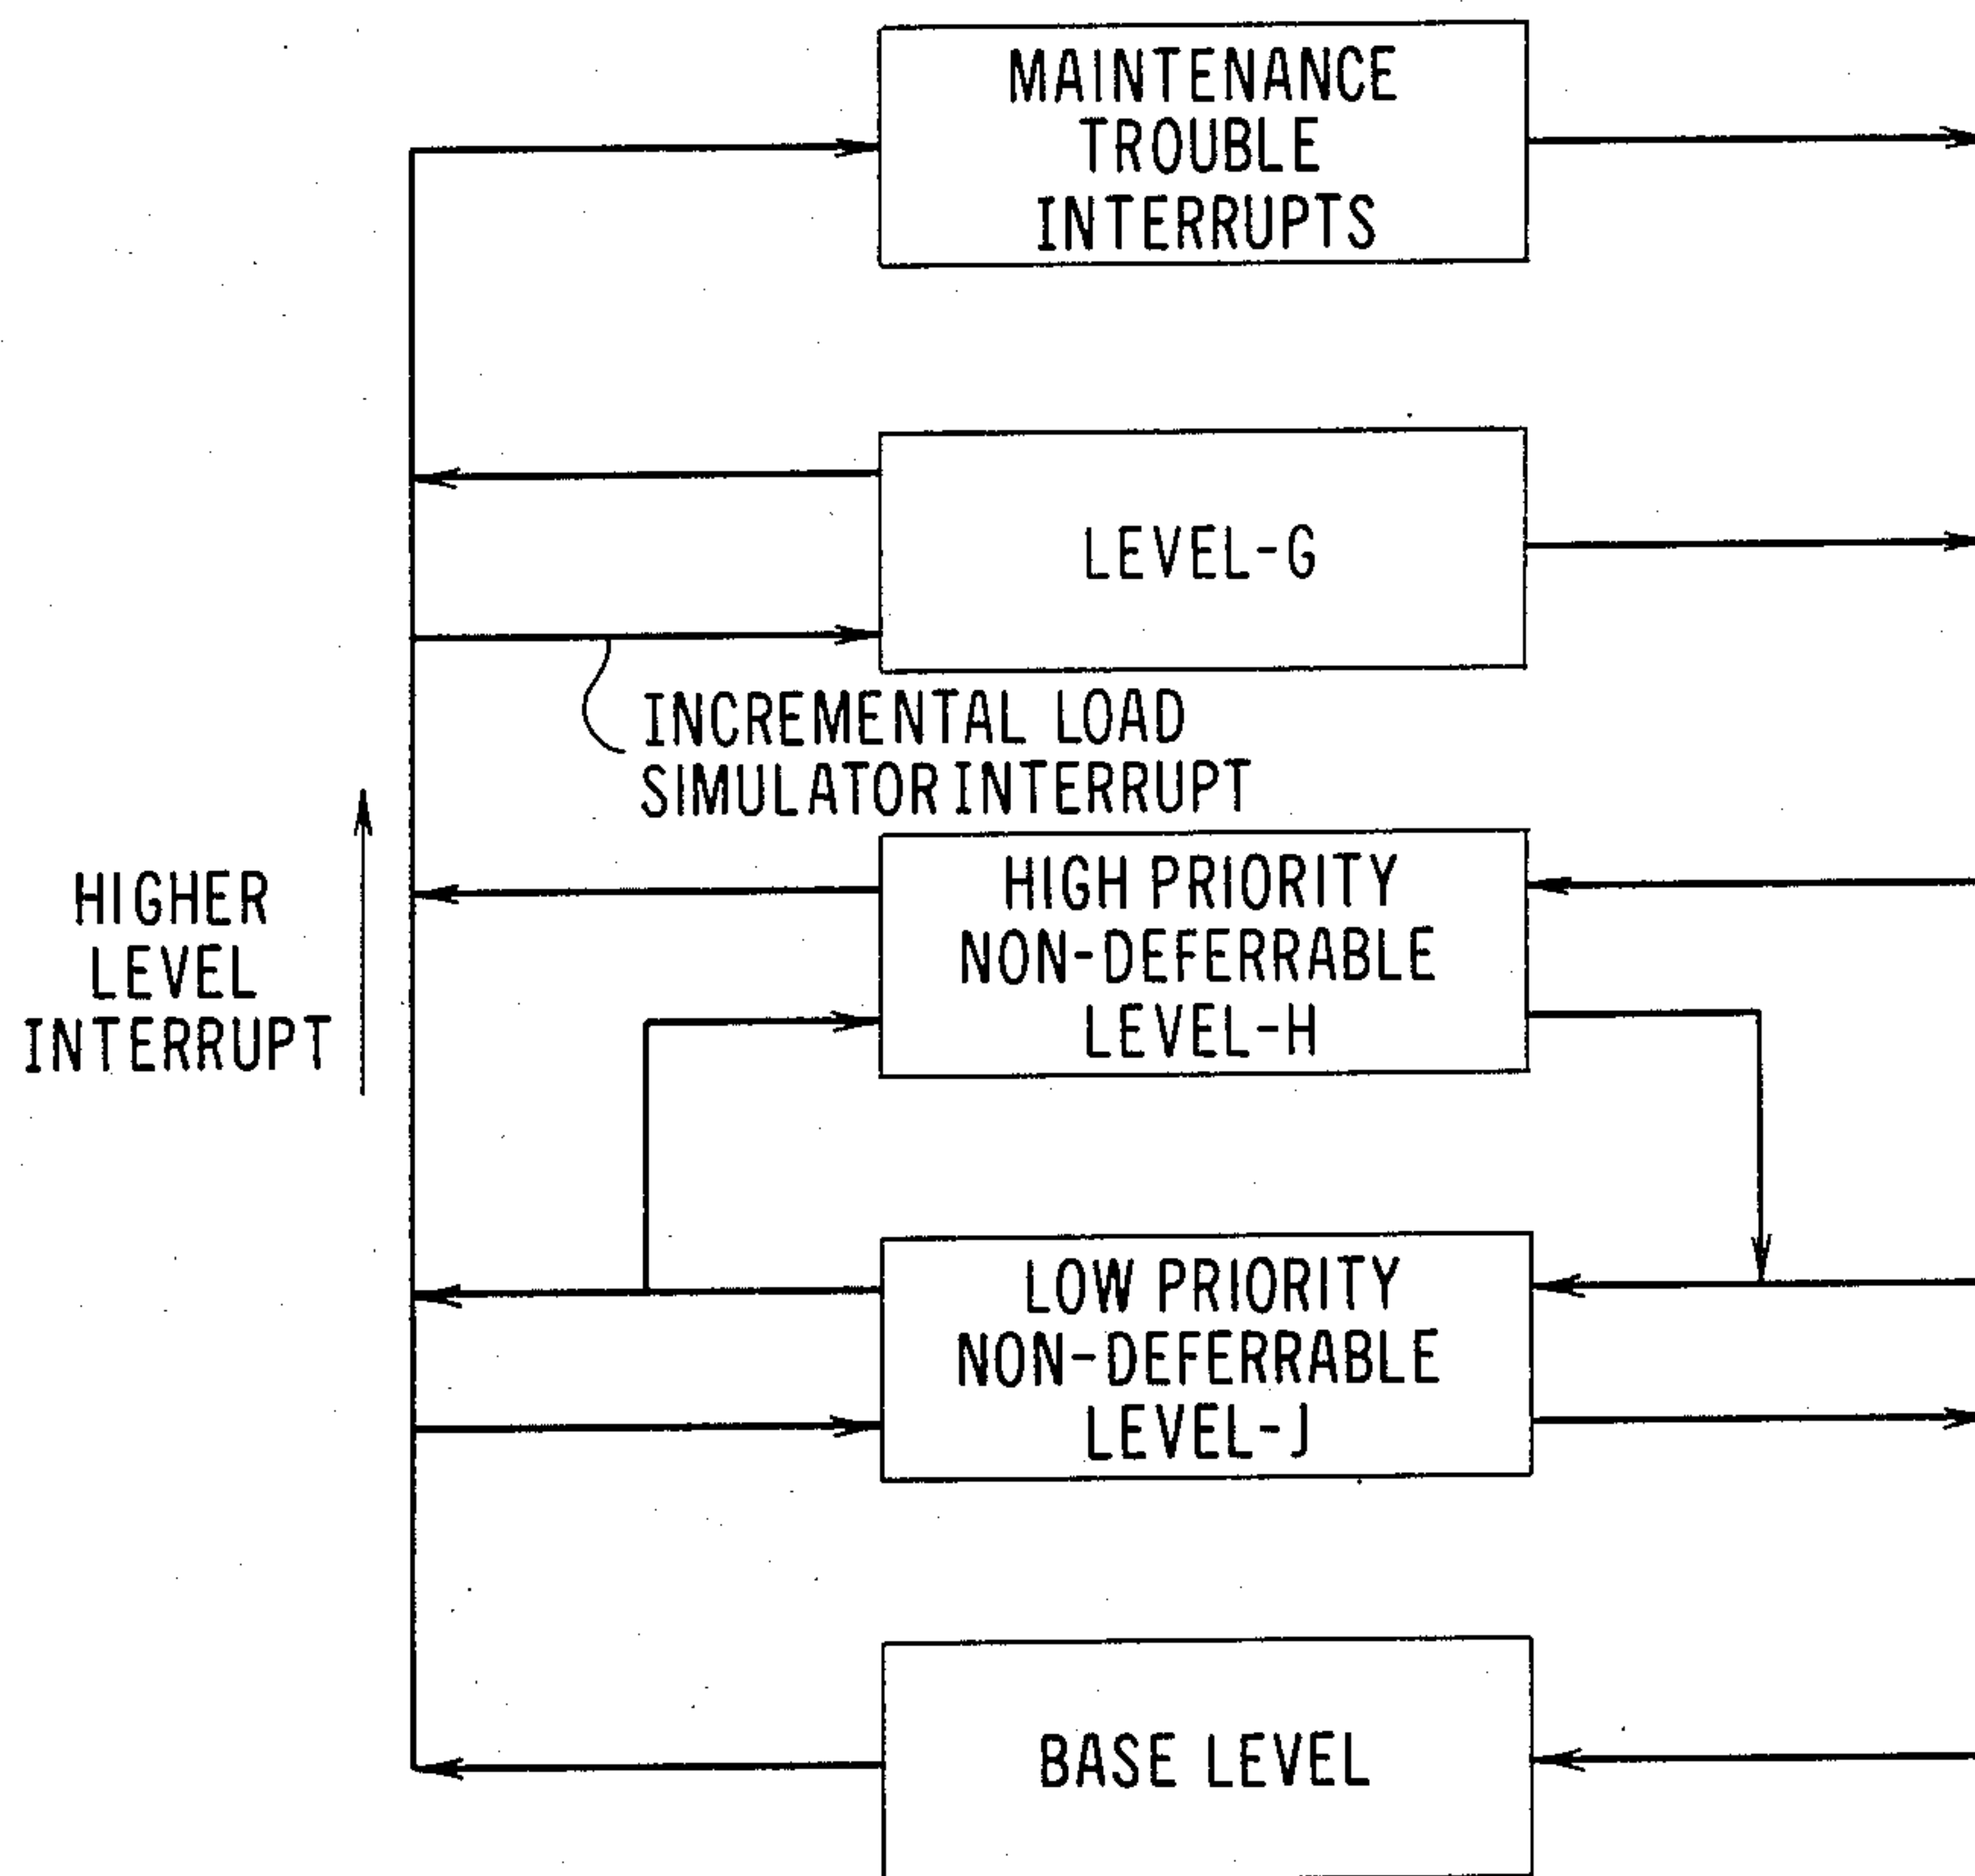 MAINTENANCE
TROUBLE
INTERRUPTS
LEVEL-G
INCREMENTAL LOAD
SIMULATOR INTERRUPT
HIGHER
LEVEL
INTERRUPT
HIGH PRIORITY
NON-DEFERRABLE
LEVEL-H
LOW PRIORITY
NON-DEFERRABLE
LEVEL-J
BASE LEVEL